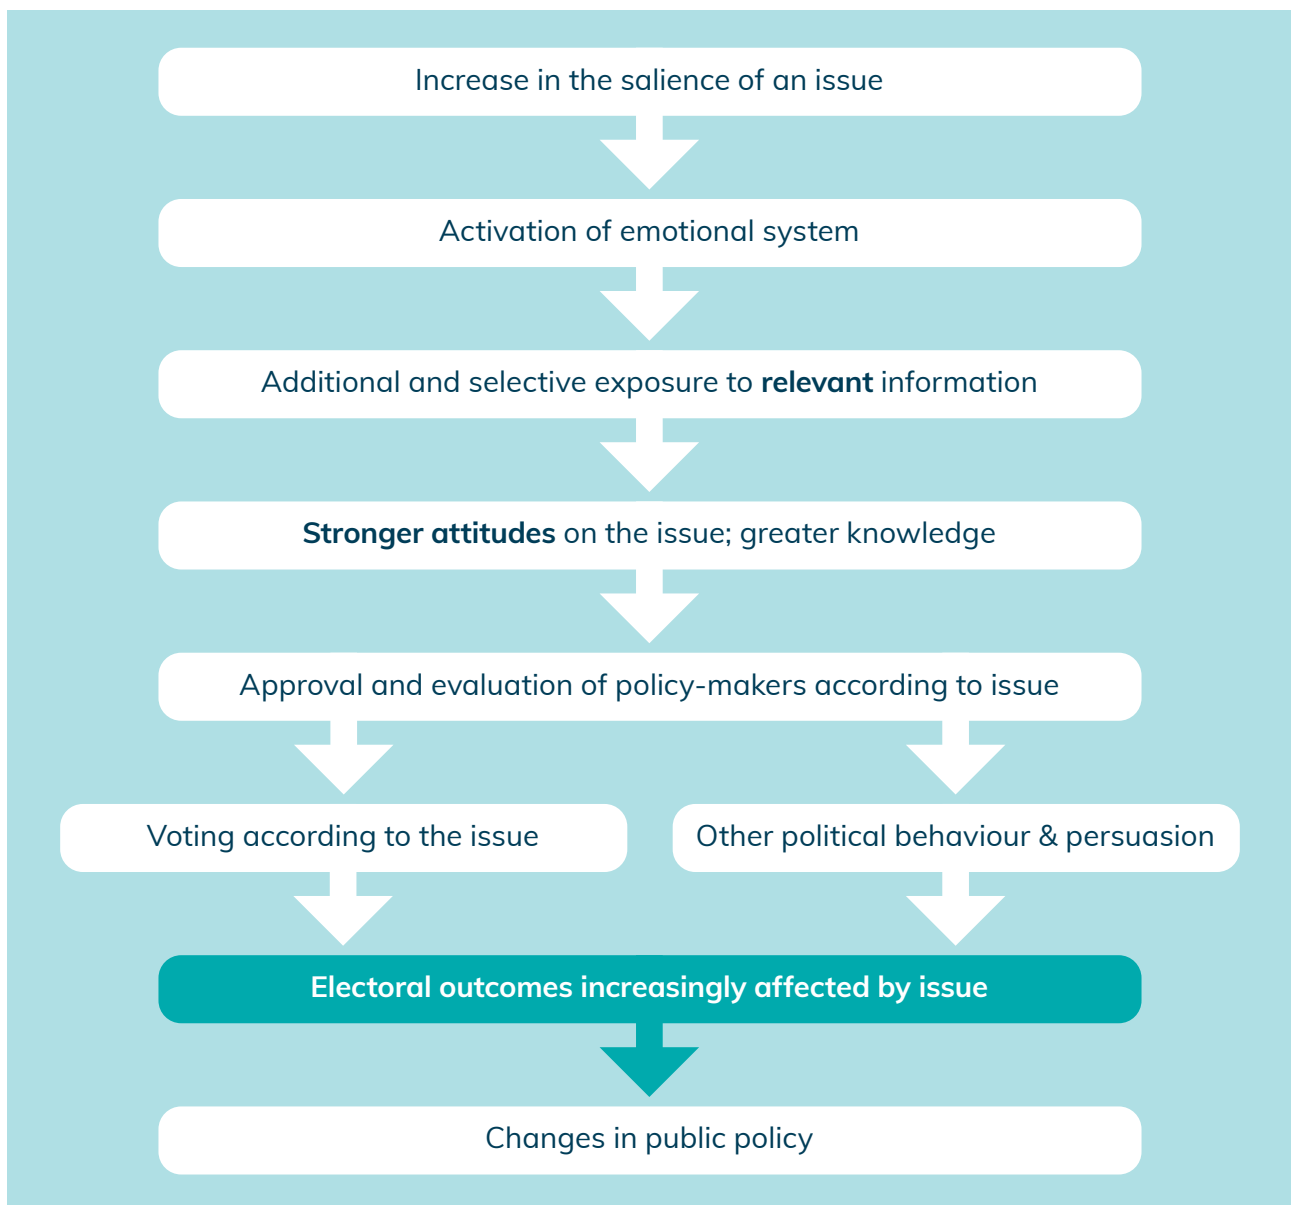 Increase in the salience of an issue
Activation of emotional system
Additional and selective exposure to relevant information
Stronger attitudes on the issue; greater knowledge
Approval and evaluation of policy-makers according to issue
Voting according to the issue
Other political behaviour & persuasion
Electoral outcomes increasingly affected by issue
Changes in public policy